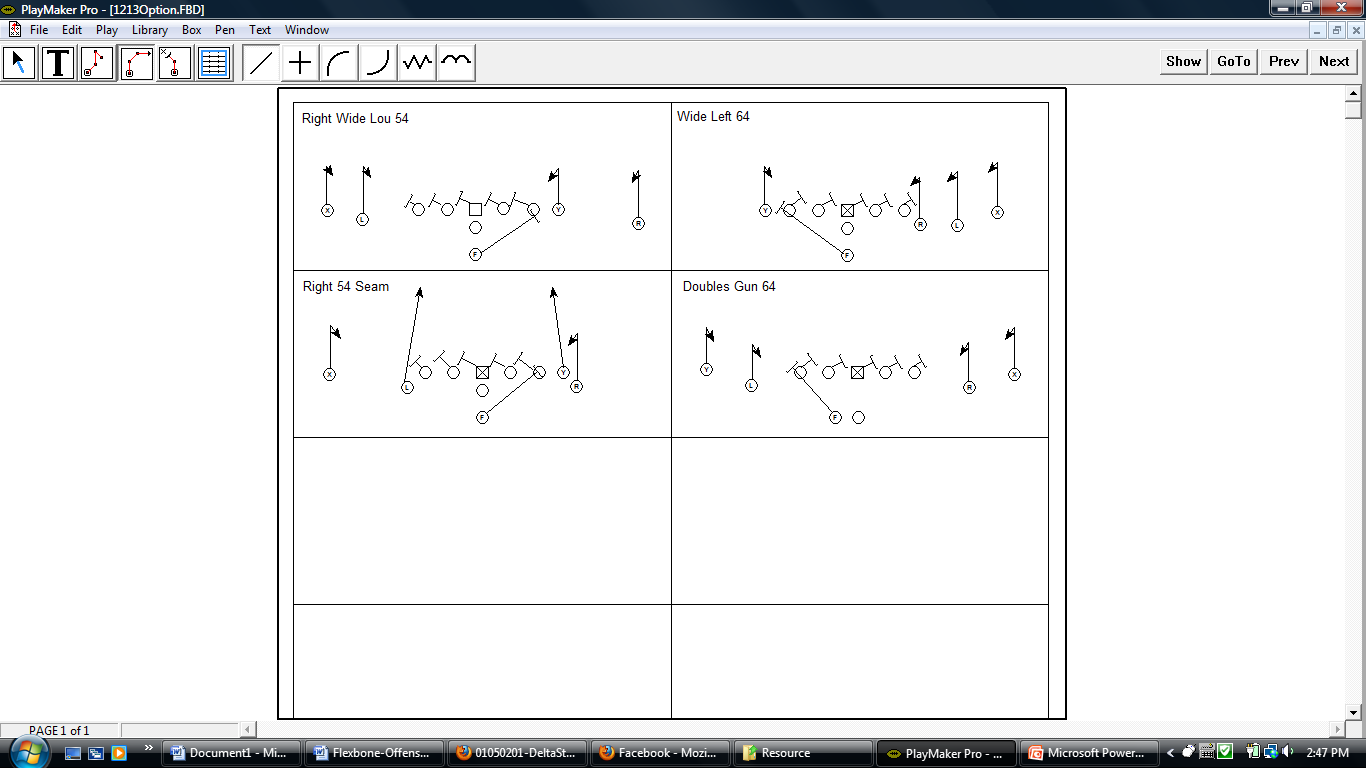 PlayMaker Pro - [1213Option.FBD]
File Edit Play Library Box Pen Text Window
T
Show GoTo Prev Next
Right Wide Lou 54
X L Y R
F
Wide Left 64
Y R L X
F
Right 54 Seam
X L Y R
F
Doubles Gun 64
Y L R X
F
PAGE 1 of 1
Document1 - Mi... Flexbone-Offens... 01050201-DeltaSt... Facebook - Mozi... Resource PlayMaker Pro - ... Microsoft Power... 2:47 PM